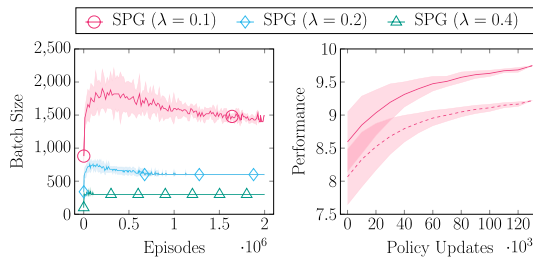 SPG (λ = 0.1) SPG (λ = 0.2) SPG (λ = 0.4)
Batch Size
2,500
2,000
1,500
1,000
500
0
0 0.5 1 1.5 2
Episodes ·10⁶
Performance
10
9.5
9
8.5
8
7.5
0 20 40 60 80 100 120
Policy Updates ·10³